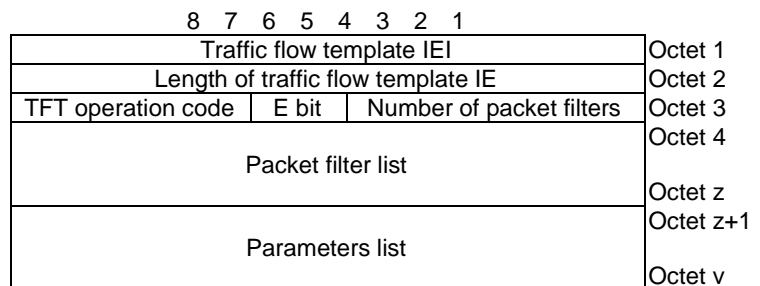 8 7 6 5 4 3 2 1
Traffic flow template IEI Octet 1
Length of traffic flow template IE Octet 2
TFT operation code E bit Number of packet filters Octet 3
Octet 4
Packet filter list
Octet z
Octet z+1
Parameters list
Octet v